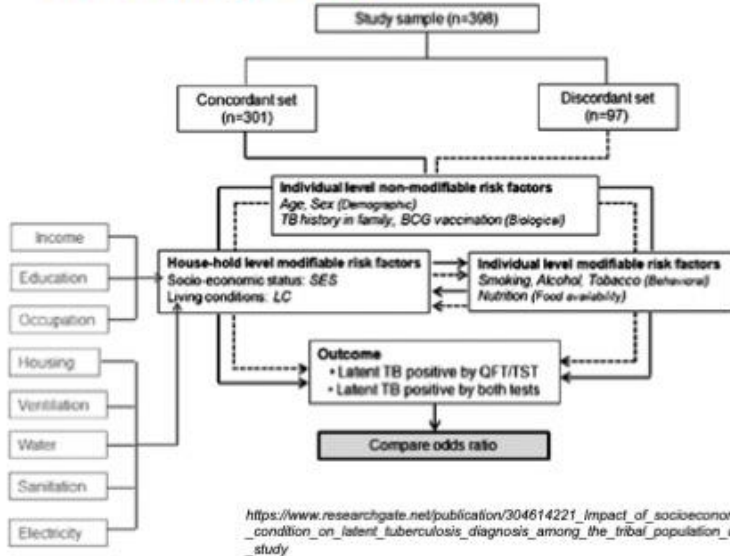 Study sample (n=398)
Concordant set
(n=301)
Discordant set
(n=97)
Individual level non-modifiable risk factors
Age, Sex (Demographic)
TB history in family, BCG vaccination (Biological)
Income
Education
Occupation
Housing
Ventilation
Water
Sanitation
Electricity
House-hold level modifiable risk factors
Socio-economic status: SES
Living conditions: LC
Individual level modifiable risk factors
Smoking, Alcohol, Tobacco (Behavioral)
Nutrition (Food availability)
Outcome
• Latent TB positive by QFT/TST
• Latent TB positive by both tests
Compare odds ratio
https://www.researchgate.net/publication/304614221_Impact_of_socioeconor
_condition_on_latent_tuberculosis_diagnosis_among_the_tribal_population_
_study